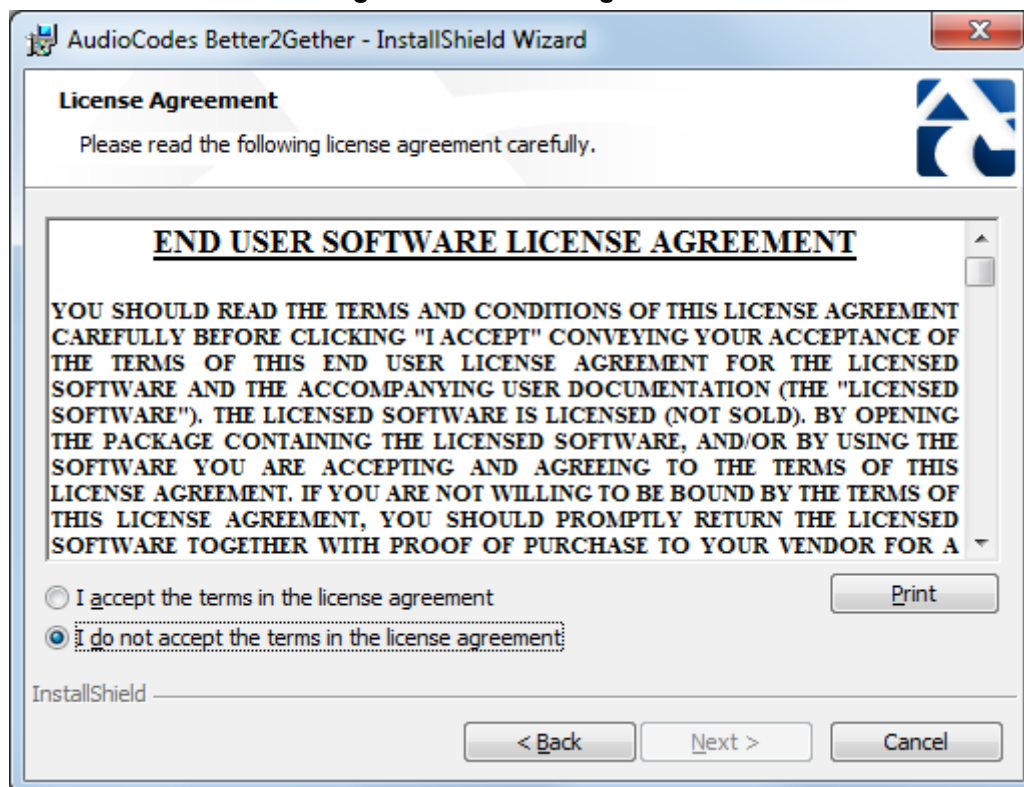 AudioCodes Better2Gether - InstallShield Wizard
License Agreement
Please read the following license agreement carefully.
END USER SOFTWARE LICENSE AGREEMENT
YOU SHOULD READ THE TERMS AND CONDITIONS OF THIS LICENSE AGREEMENT
CAREFULLY BEFORE CLICKING "I ACCEPT" CONVEYING YOUR ACCEPTANCE OF
THE TERMS OF THIS END USER LICENSE AGREEMENT FOR THE LICENSED
SOFTWARE AND THE ACCOMPANYING USER DOCUMENTATION (THE "LICENSED
SOFTWARE"). THE LICENSED SOFTWARE IS LICENSED (NOT SOLD). BY OPENING
THE PACKAGE CONTAINING THE LICENSED SOFTWARE, AND/OR BY USING THE
SOFTWARE YOU ARE ACCEPTING AND AGREEING TO THE TERMS OF THIS
LICENSE AGREEMENT. IF YOU ARE NOT WILLING TO BE BOUND BY THE TERMS OF
THIS LICENSE AGREEMENT, YOU SHOULD PROMPTLY RETURN THE LICENSED
SOFTWARE TOGETHER WITH PROOF OF PURCHASE TO YOUR VENDOR FOR A
I accept the terms in the license agreement
Print
I do not accept the terms in the license agreement
InstallShield
< Back Next > Cancel